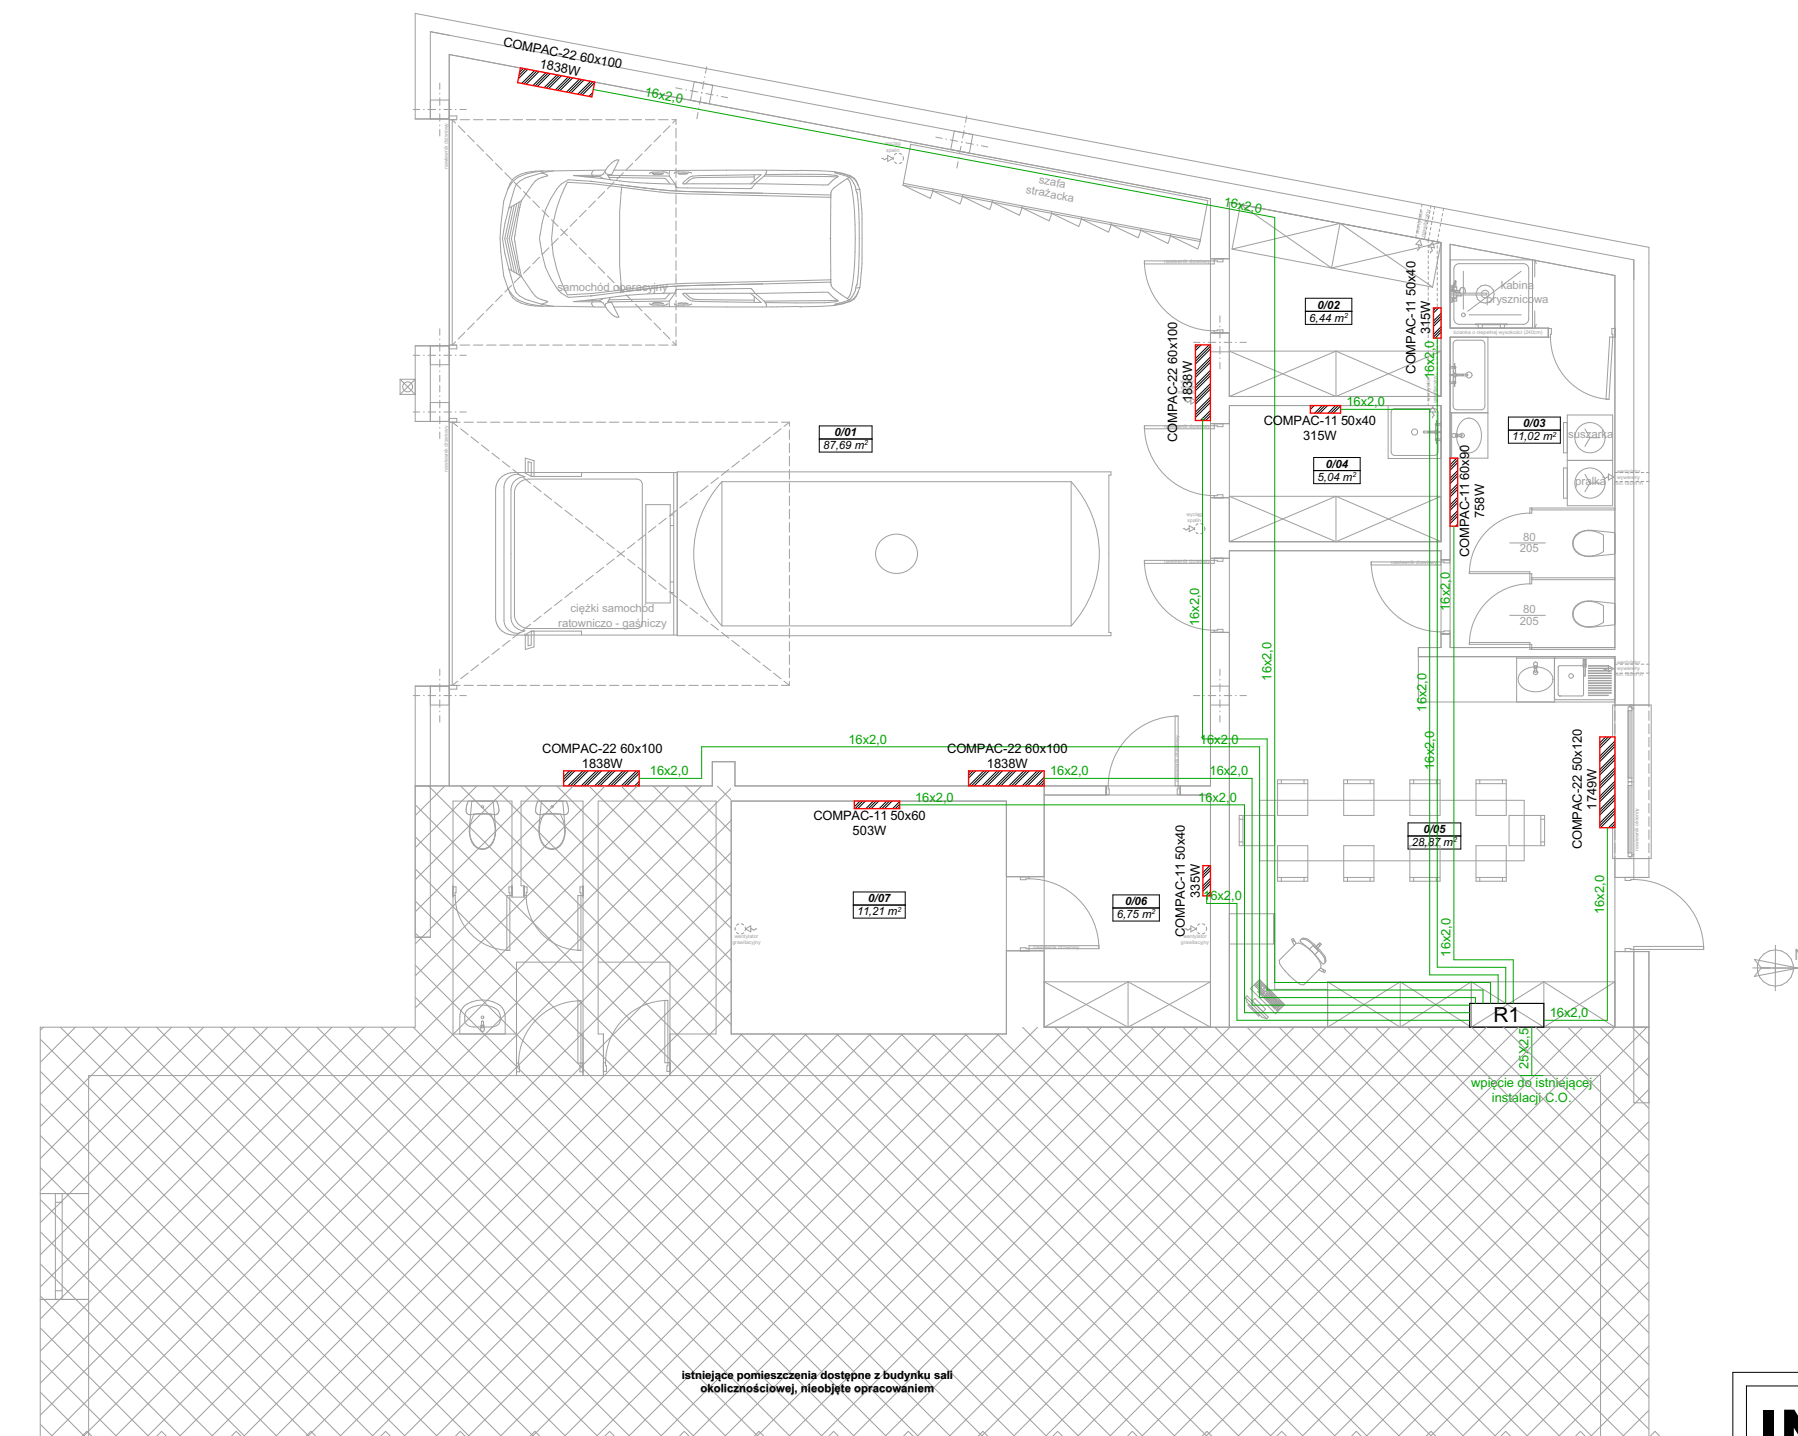 COMPAC-22 60x100
1838W
16x2,0
szafa
strażacka
16x2,0
samochód operacyjny
0/02
6,44 m²
COMPAC-11 50x40
315W
16x2,0
kabina
prysznicowa
COMPAC-22 60x100
1838W
16x2,0
COMPAC-11 50x40
315W
0/01
87,69 m²
0/03
11,02 m²
suszarka
0/04
5,04 m²
pralka
COMPAC-11 60x90
758W
80
205
80
205
ciężki samochód
ratowniczo - gaśniczy
16x2,0
16x2,0
16x2,0
16x2,0
16x2,0
COMPAC-22 60x100
1838W
16x2,0
16x2,0
COMPAC-22 60x100
1838W
16x2,0
16x2,0
16x2,0
COMPAC-22 50x120
1749W
COMPAC-11 50x60
503W
16x2,0
16x2,0
0/05
28,87 m²
COMPAC-11 50x40
335W
16x2,0
0/07
11,21 m²
0/06
6,75 m²
16x2,0
16x2,0
R1
16x2,0
25X2,5
wpięcie do istniejącej
instalacji C.O.
istniejące pomieszczenia dostępne z budynku sali
okolicznościowej, nieobjęte opracowaniem